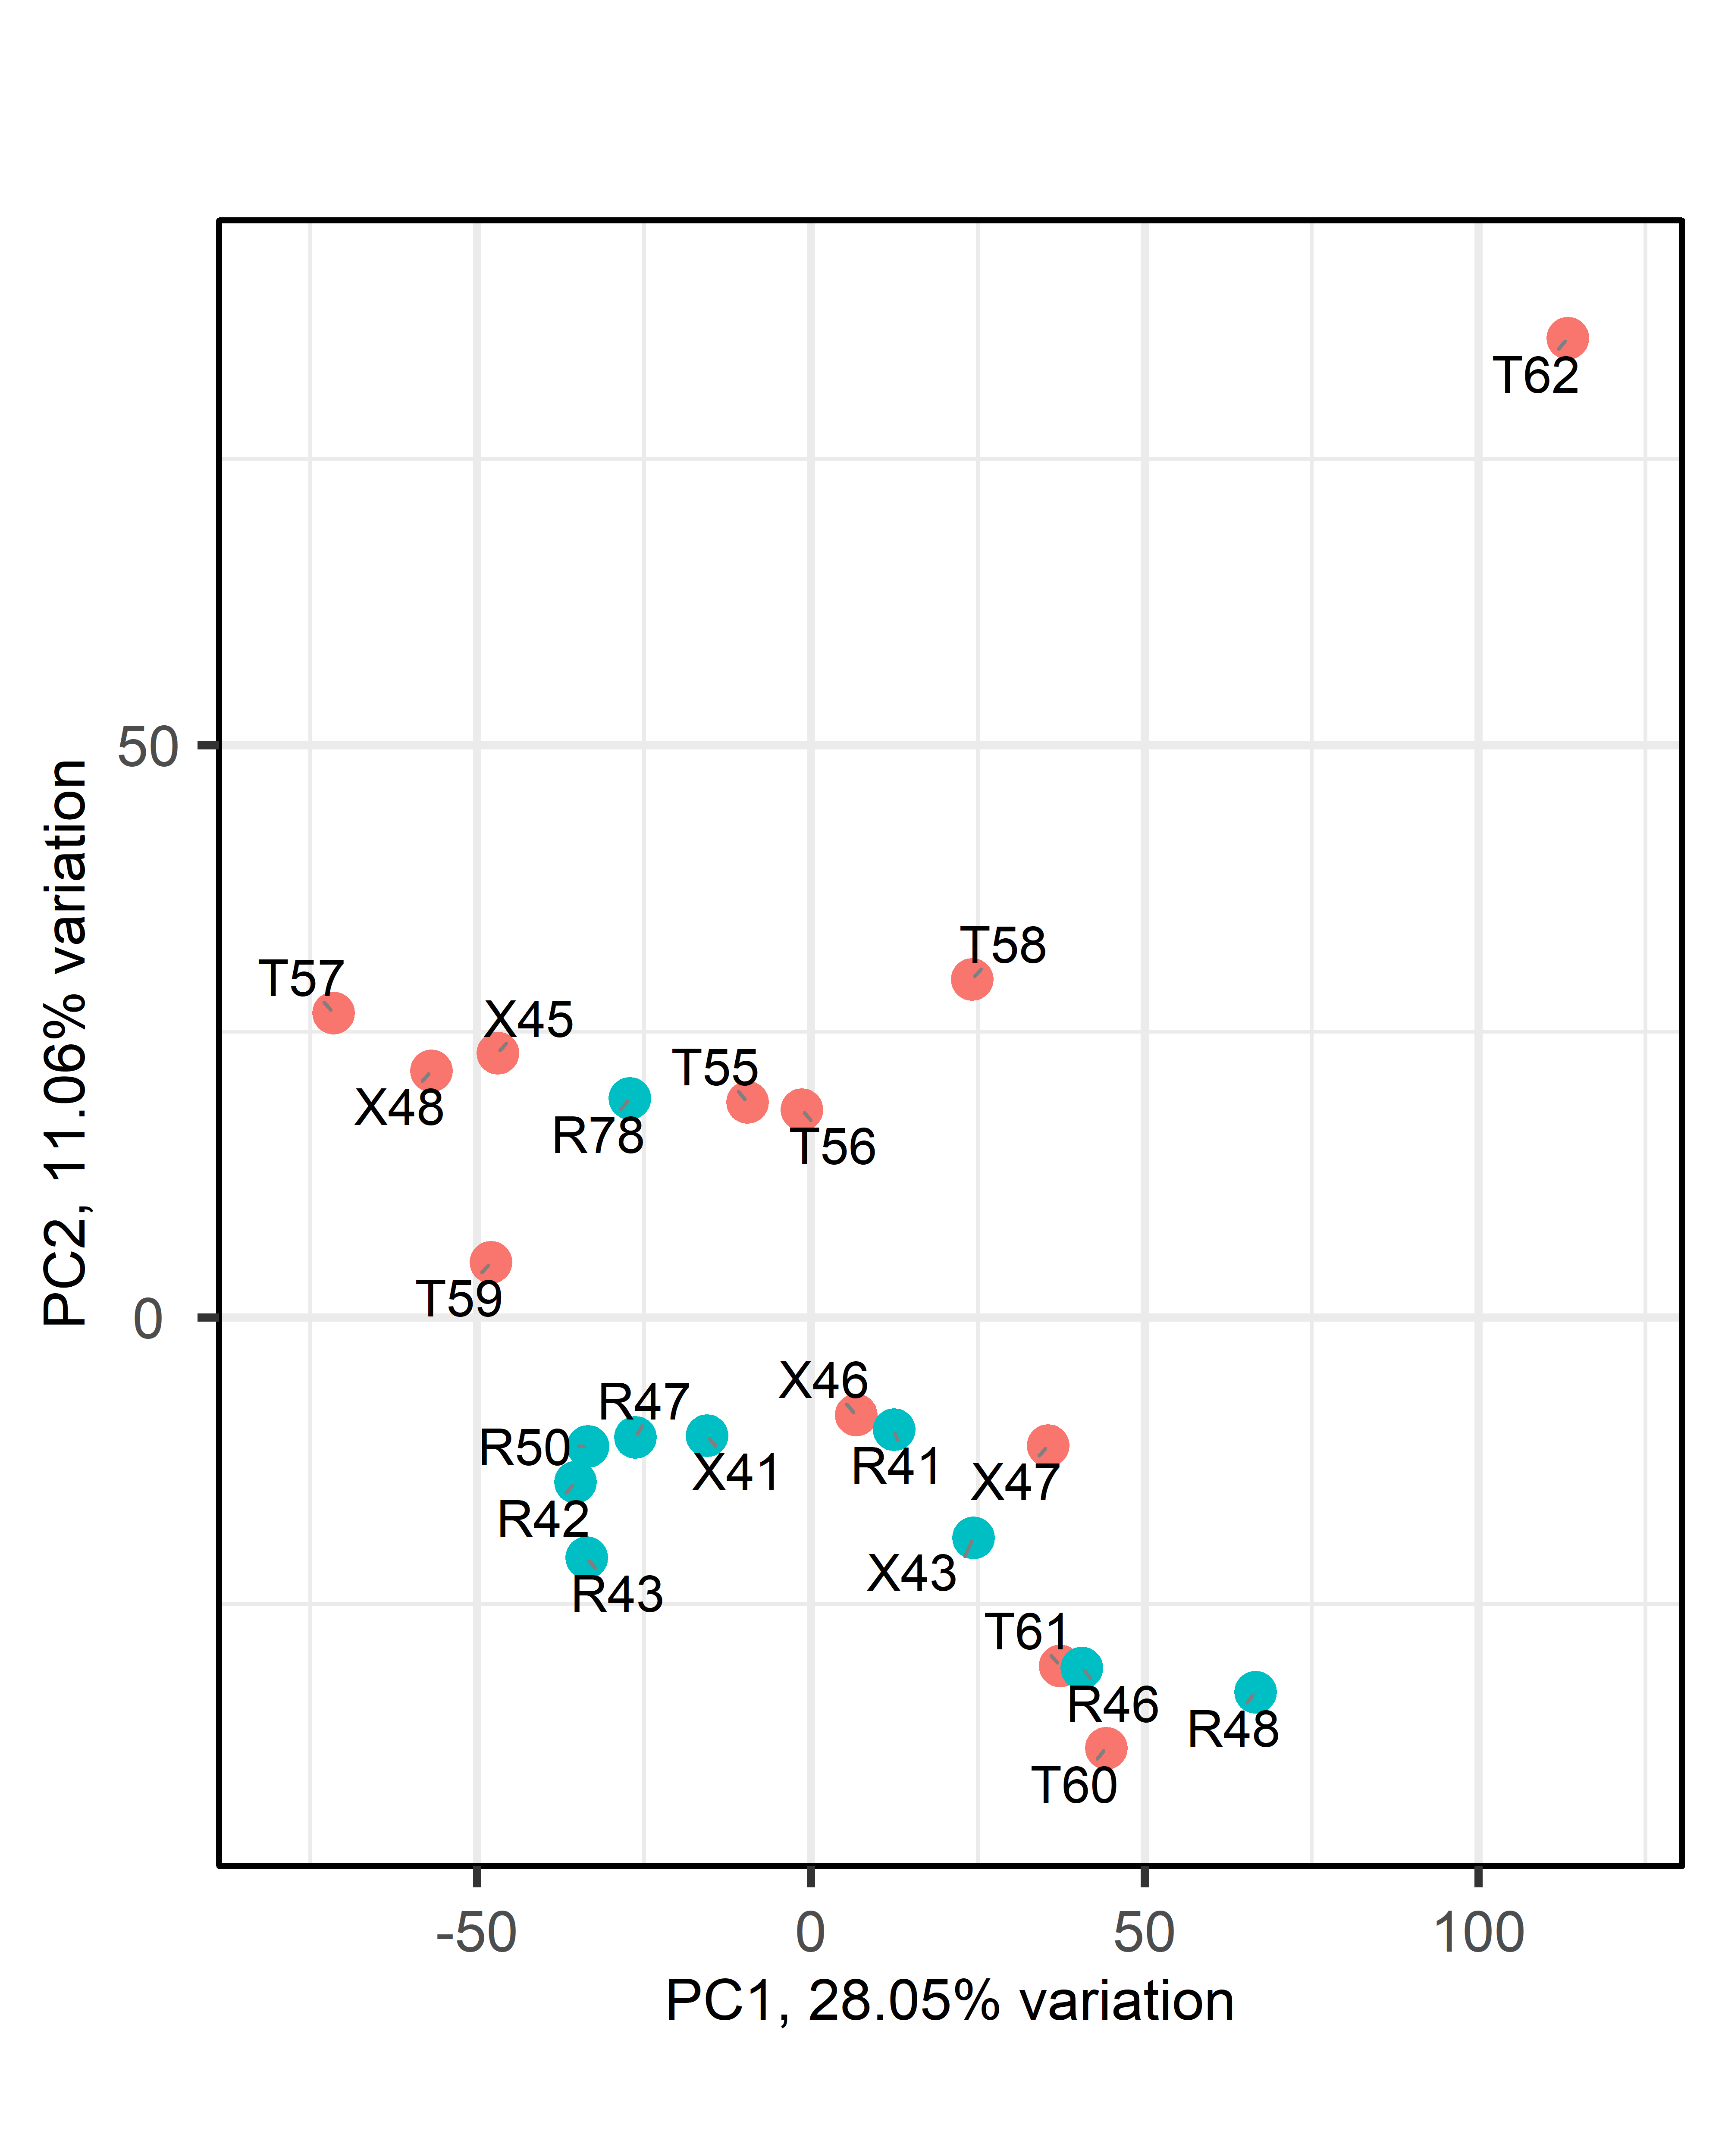 T62
50
T58
T57
X45
T55
X48
R78
T56
T59
0
X46
R47
R50
X41
R41
X47
R42
X43
R43
T61
R46
R48
T60
-50
0
50
100
PC1, 28.05% variation
PC2, 11.06% variation